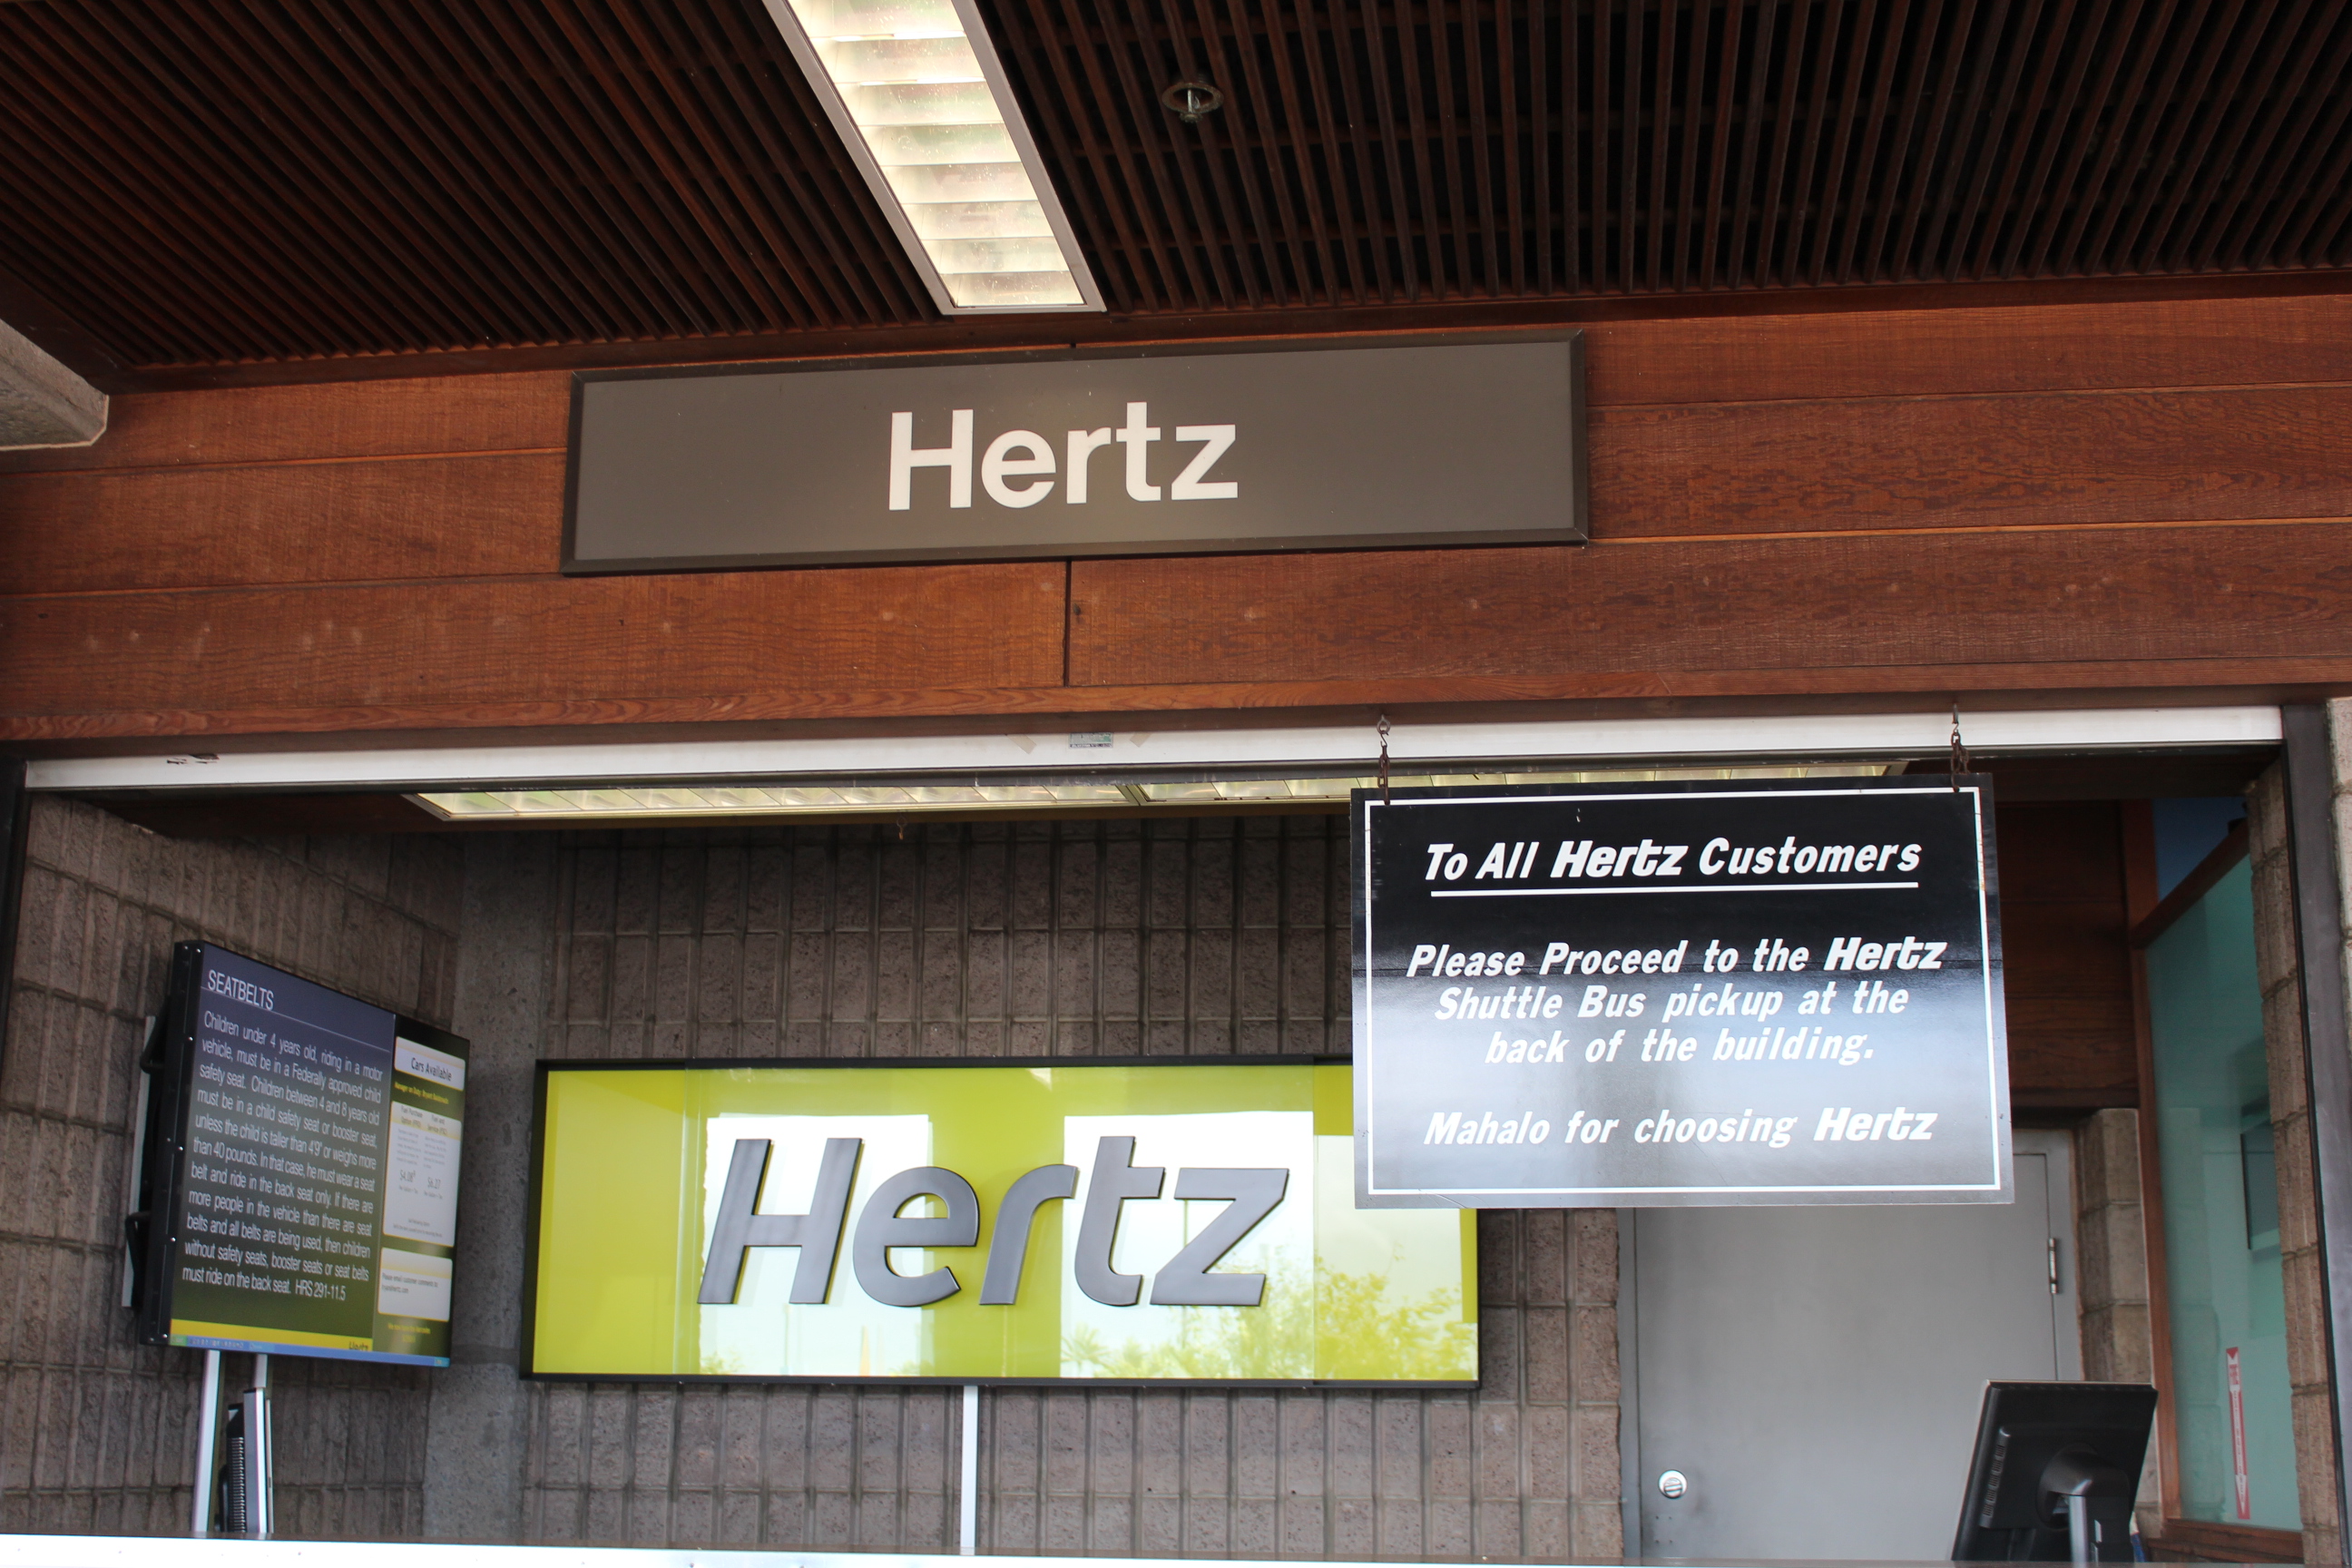 Hertz
To All Hertz Customers
Please Proceed to the Hertz
Shuttle Bus pickup at the
back of the building.
Mahalo for choosing Hertz
Hertz
SEATBELTS
Children under 4 years old, riding in a motor
vehicle, must be in a Federally approved child
safety seat. Children between 4 and 8 years old
must be in a child safety seat or booster seat,
unless the child is taller than 4'9" or weighs more
than 40 pounds. In that case, he must wear a seat
belt and ride in the back seat only. If there are
more people in the vehicle than there are seat
belts and all belts are being used, then children
without safety seats, booster seats or seat belts
must ride on the back seat. HRS 291-11.5
Hertz
Cars Available